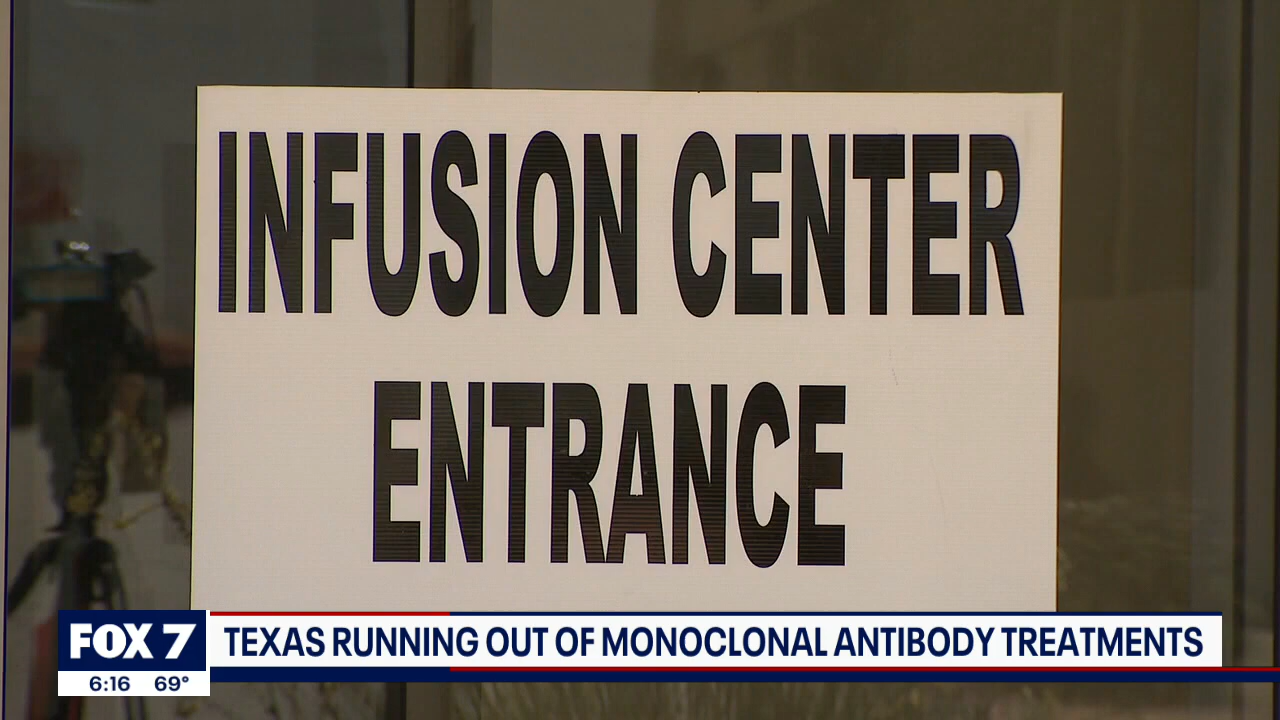 INFUSION CENTER
ENTRANCE
FOX 7
TEXAS RUNNING OUT OF MONOCLONAL ANTIBODY TREATMENTS
6:16 69°